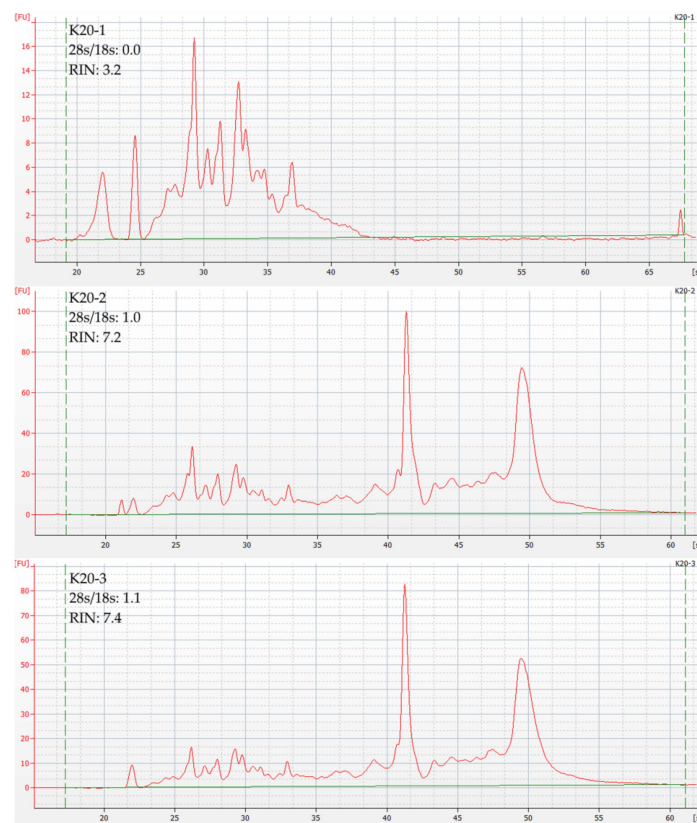 [FU]
K20-1
K20-1
28s/18s: 0.0
RIN: 3.2
16
14
12
10
8
6
4
2
0
20 25 30 35 40 45 50 55 60 65 [s
[FU]
K20-2
K20-2
28s/18s: 1.0
RIN: 7.2
100
80
60
40
20
0
20 25 30 35 40 45 50 55 60 [s
[FU]
K20-3
K20-3
28s/18s: 1.1
RIN: 7.4
80
70
60
50
40
30
20
10
0
20 25 30 35 40 45 50 55 60 [s